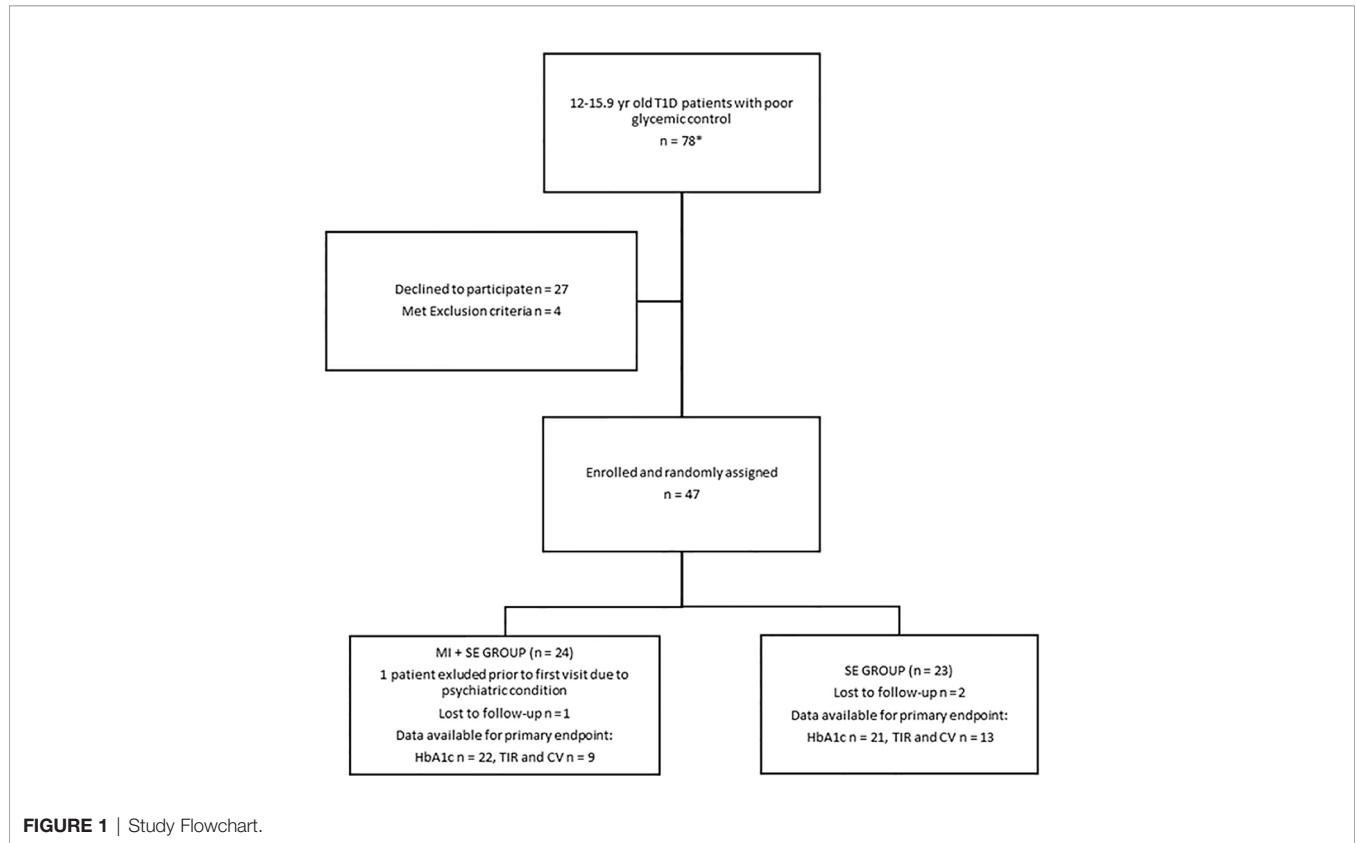 12-15.9 yr old T1D patients with poor
glycemic control
n = 78*
Declined to participate n = 27
Met Exclusion criteria n = 4
Enrolled and randomly assigned
n = 47
MI + SE GROUP (n = 24)
1 patient exluded prior to first visit due to
psychiatric condition
Lost to follow-up n = 1
Data available for primary endpoint:
HbA1c n = 22, TIR and CV n = 9
SE GROUP (n = 23)
Lost to follow-up n = 2
Data available for primary endpoint:
HbA1c n = 21, TIR and CV n = 13
FIGURE 1 | Study Flowchart.